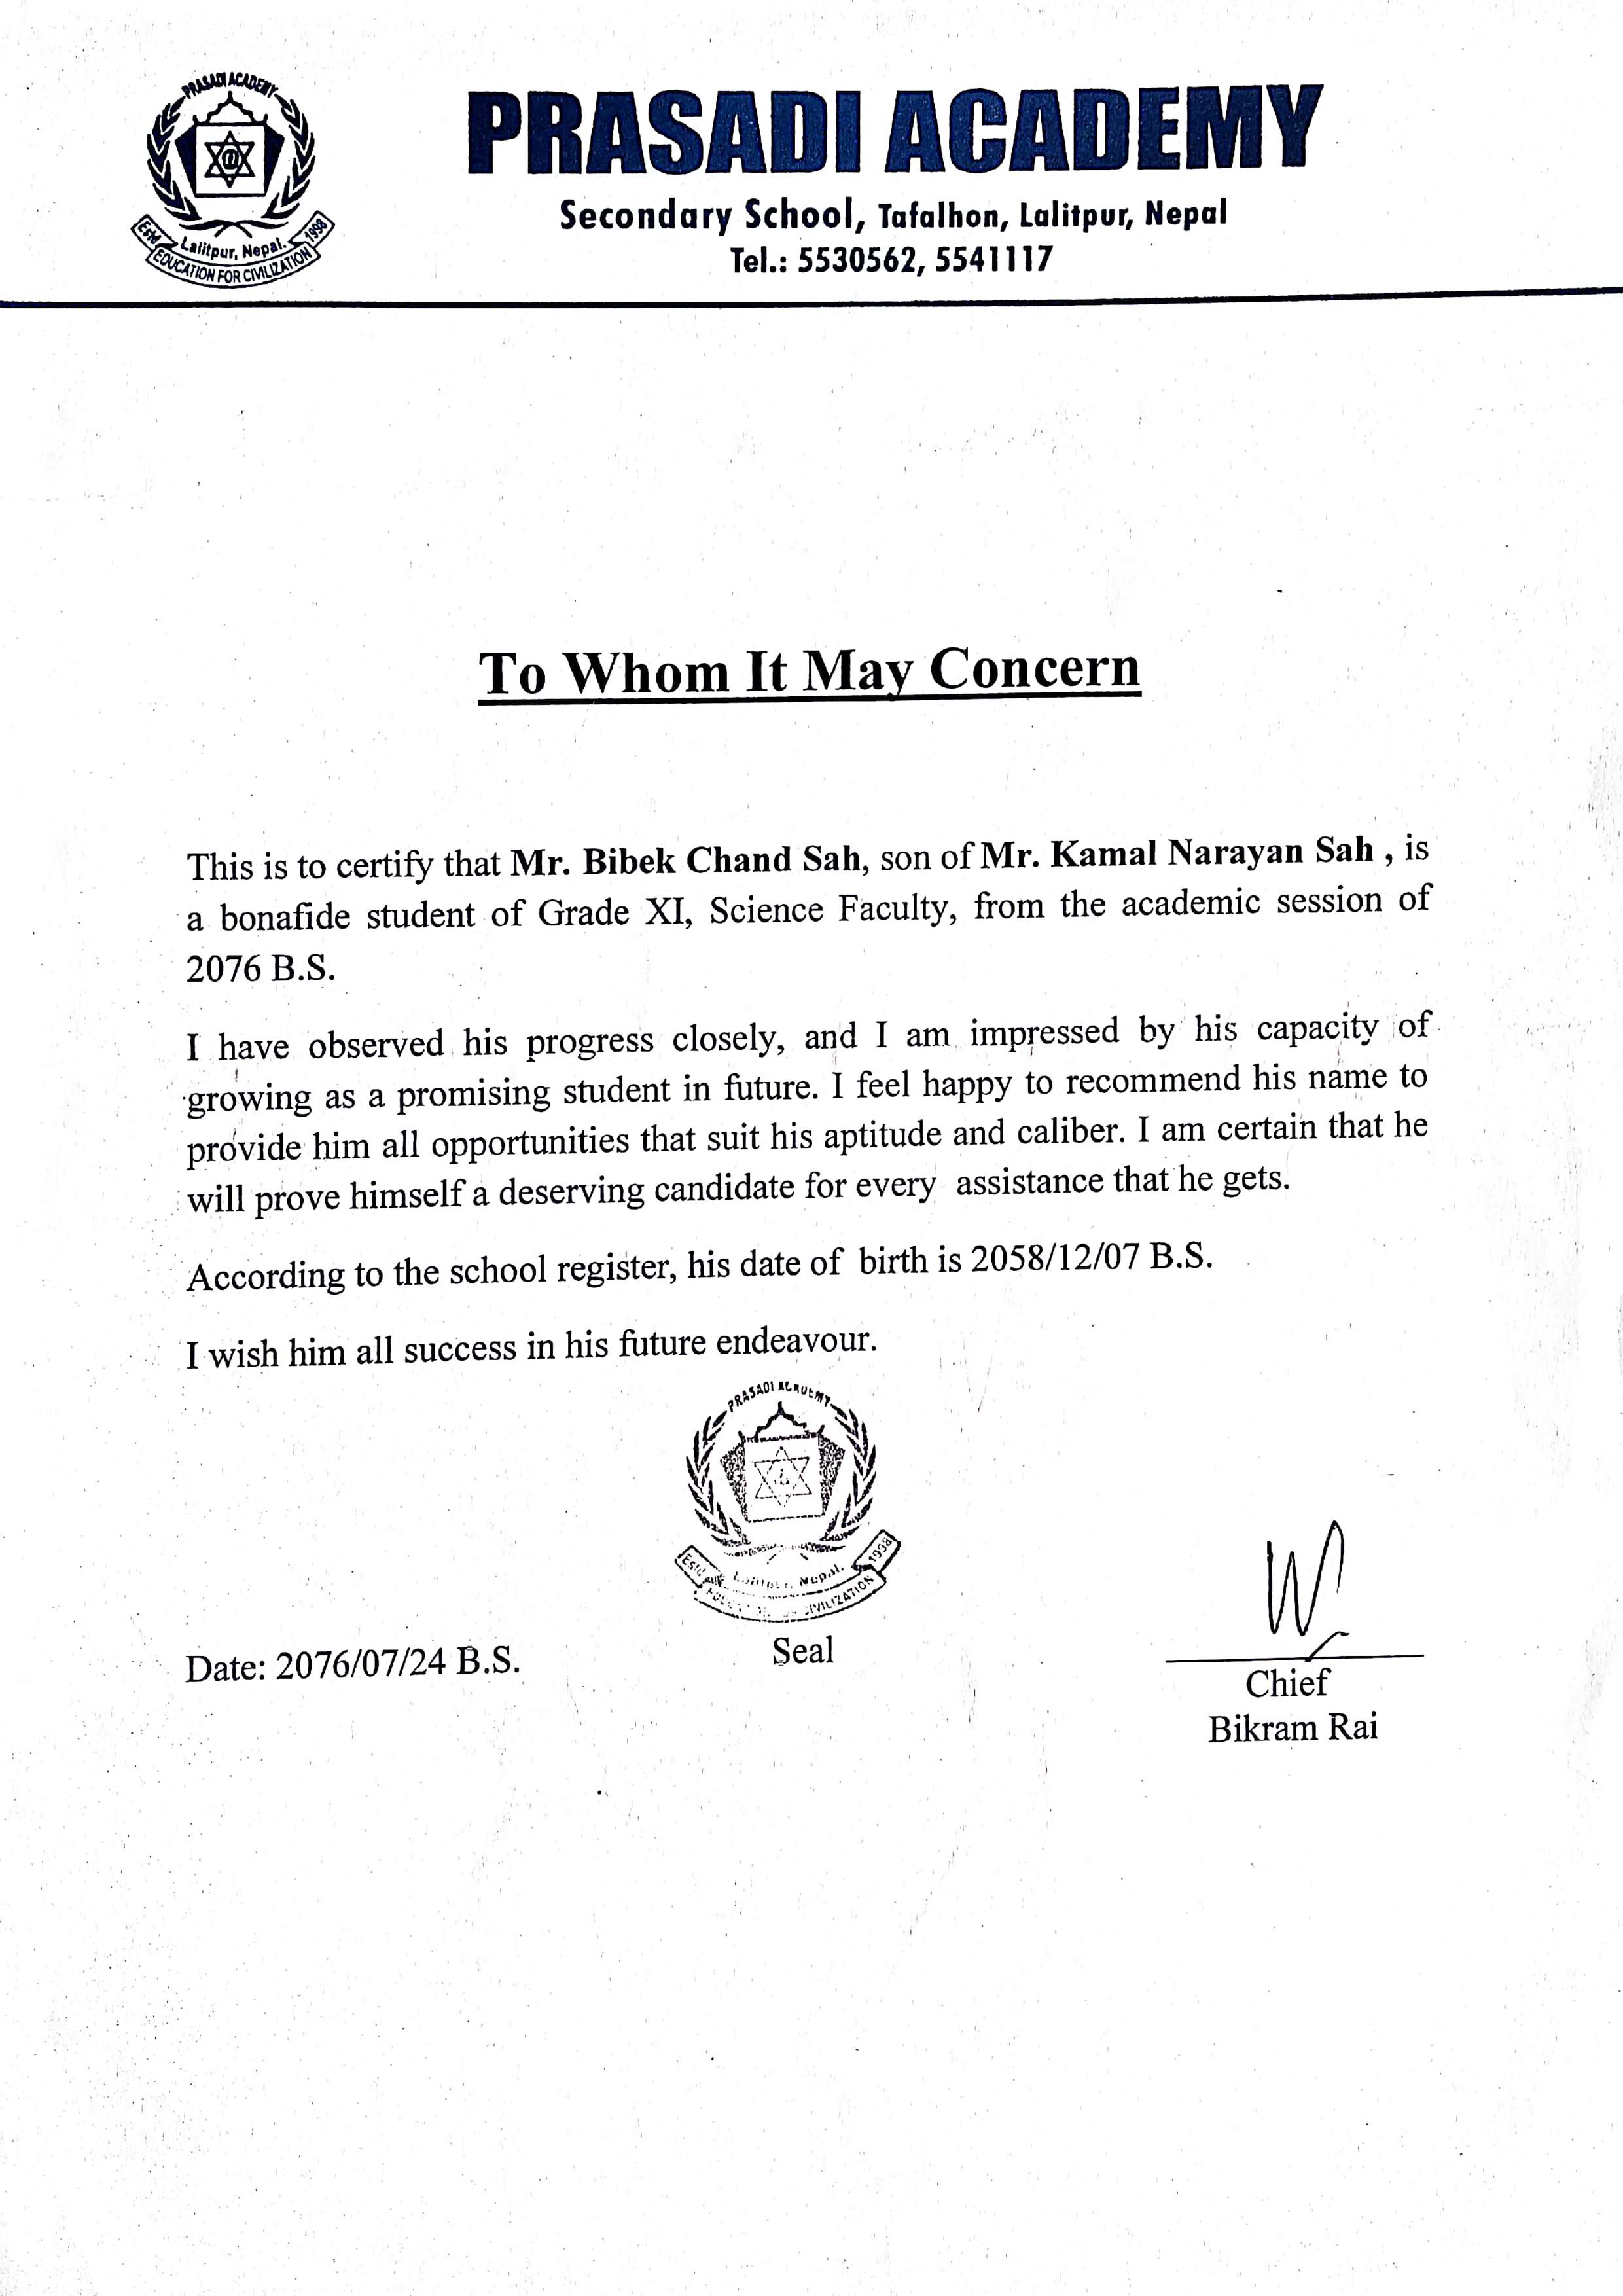 PRASADI ACADEMY
Lalitpur, Nepal.
Estd 1998
EDUCATION FOR CIVILIZATION
PRASADI ACADEMY
Secondary School, Tafalhon, Lalitpur, Nepal
Tel.: 5530562, 5541117
To Whom It May Concern
This is to certify that Mr. Bibek Chand Sah, son of Mr. Kamal Narayan Sah , is
a bonafide student of Grade XI, Science Faculty, from the academic session of
2076 B.S.
I have observed his progress closely, and I am impressed by his capacity of
growing as a promising student in future. I feel happy to recommend his name to
provide him all opportunities that suit his aptitude and caliber. I am certain that he
will prove himself a deserving candidate for every assistance that he gets.
According to the school register, his date of birth is 2058/12/07 B.S.
I wish him all success in his future endeavour.
PRASADI ACADEMY
Estd 1998
Lalitpur, Nepal.
CIVILIZATION
Seal
Date: 2076/07/24 B.S.
Chief
Bikram Rai